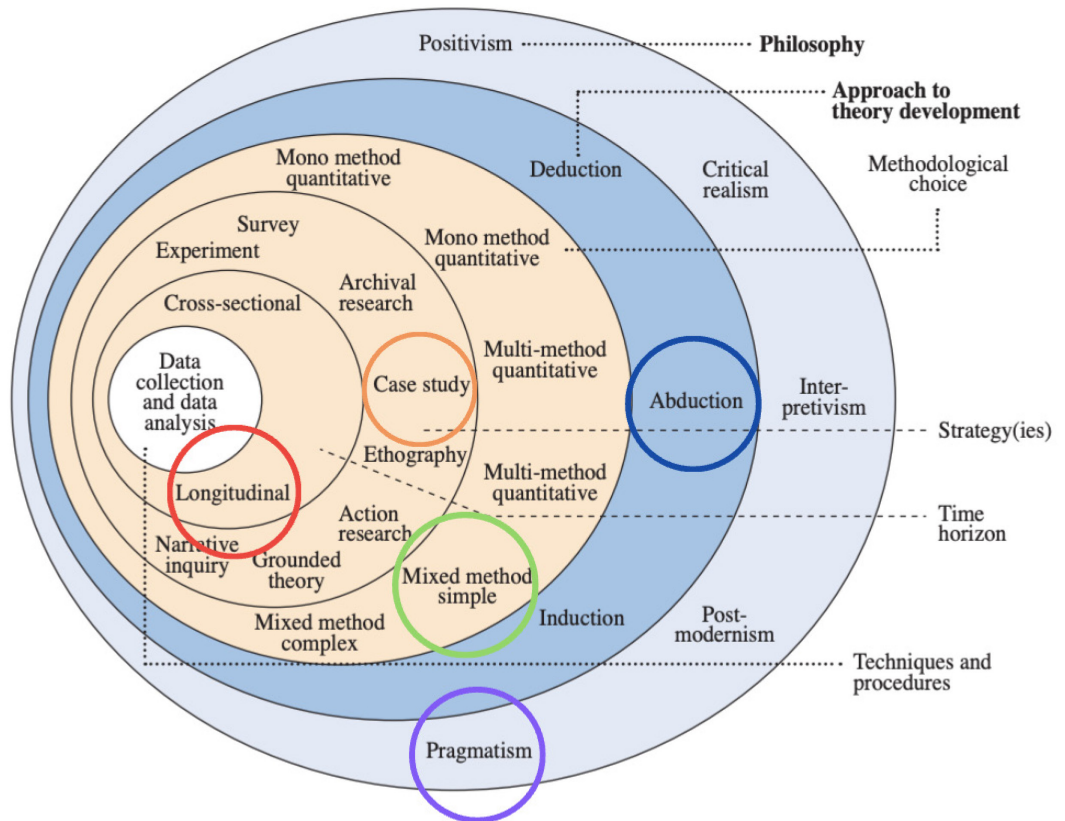 Positivism
Philosophy
Approach to
theory development
Mono method
quantitative
Deduction
Critical
realism
Methodological
choice
Survey
Experiment
Mono method
quantitative
Cross-sectional
Archival
research
Data
collection
and data
analysis
Case study
Multi-method
quantitative
Abduction
Inter-
pretivism
Strategy(ies)
Ethography
Multi-method
quantitative
Longitudinal
Time
horizon
Action
research
Narrative
inquiry
Grounded
theory
Mixed method
simple
Mixed method
complex
Induction
Post-
modernism
Techniques and
procedures
Pragmatism